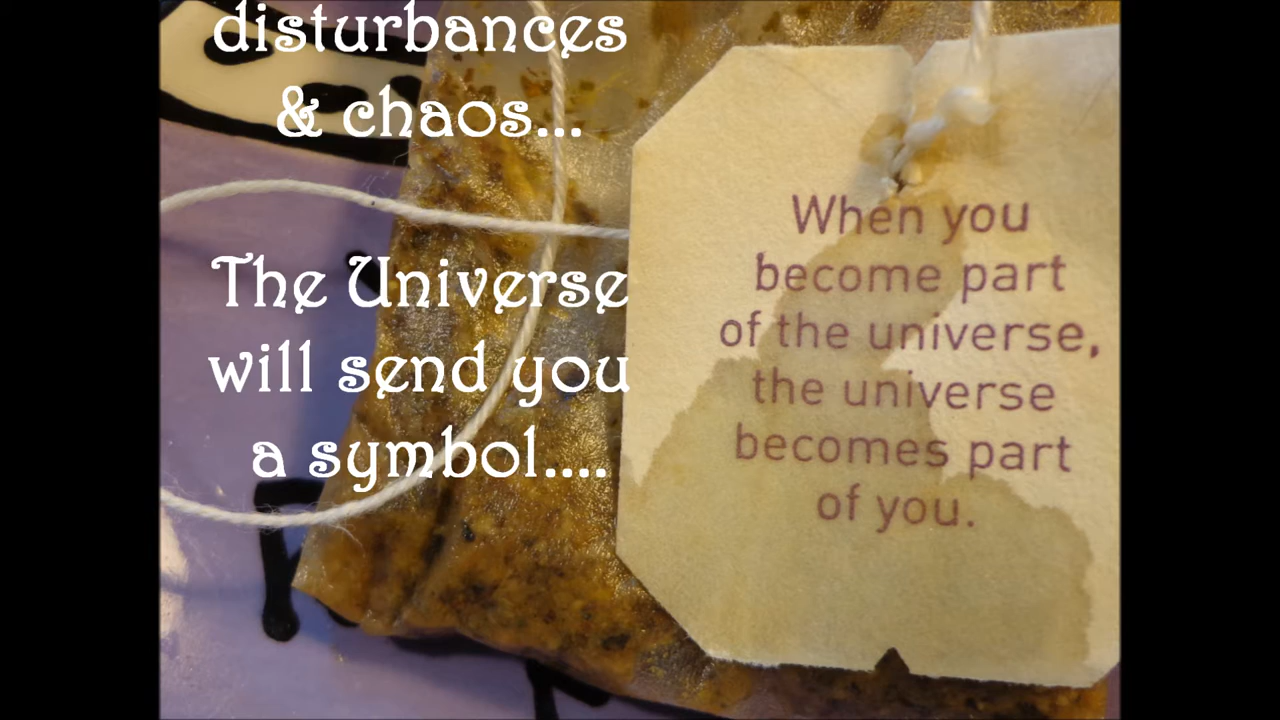 disturbances
& chaos...
The Universe
will send you
a symbol....
When you
become part
of the universe,
the universe
becomes part
of you.